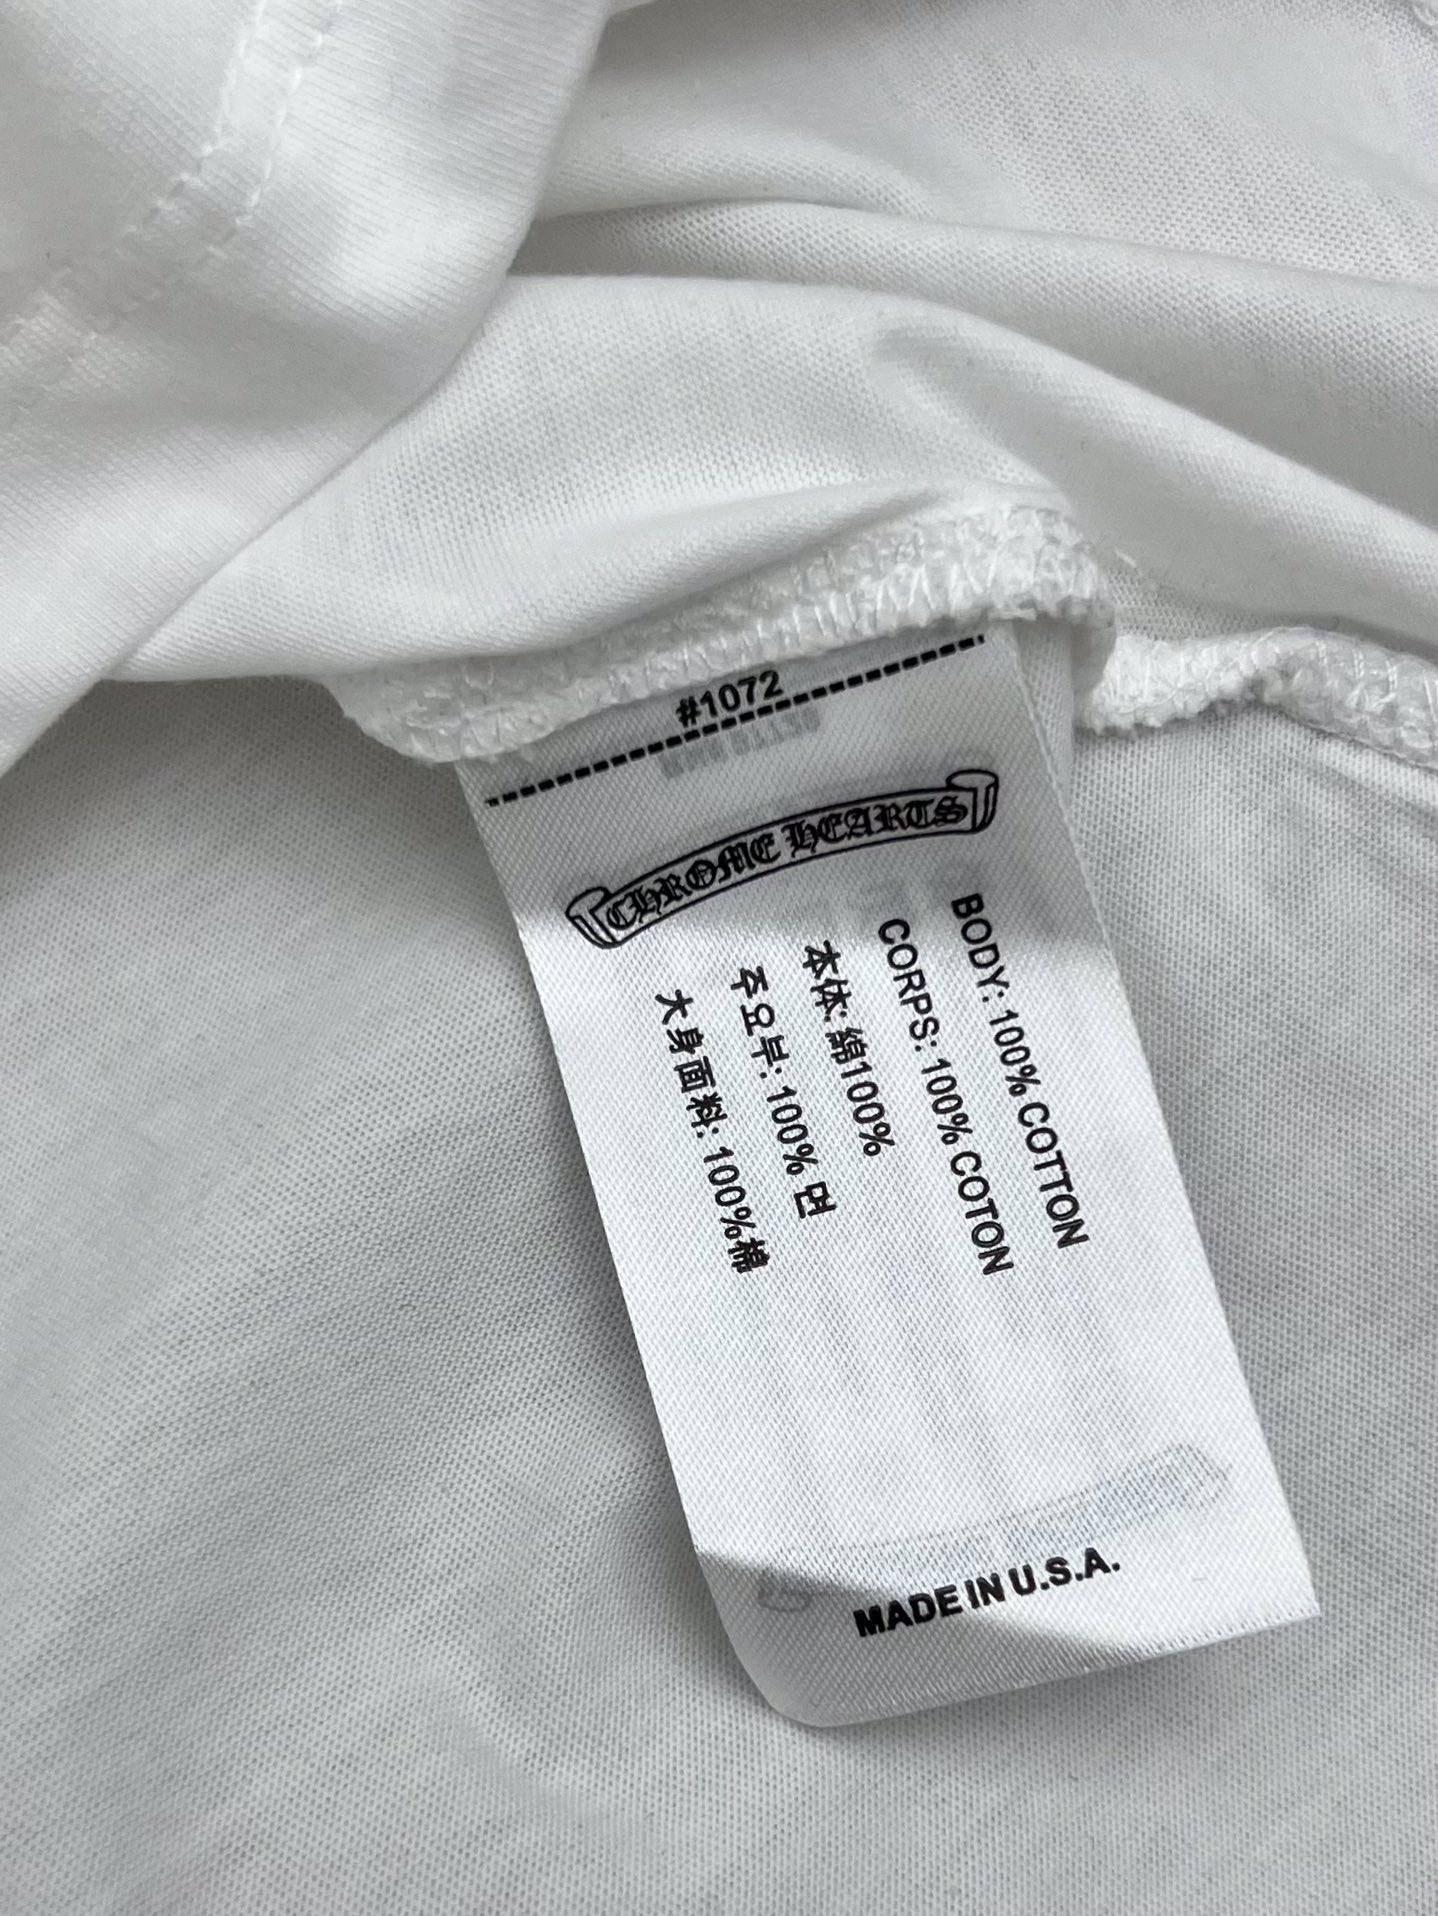 #1072
CHROME HEARTS
BODY: 100% COTTON
CORPS: 100% COTON
本体: 綿100%
주요부: 100% 면
大身面料: 100%棉
MADE IN U.S.A.